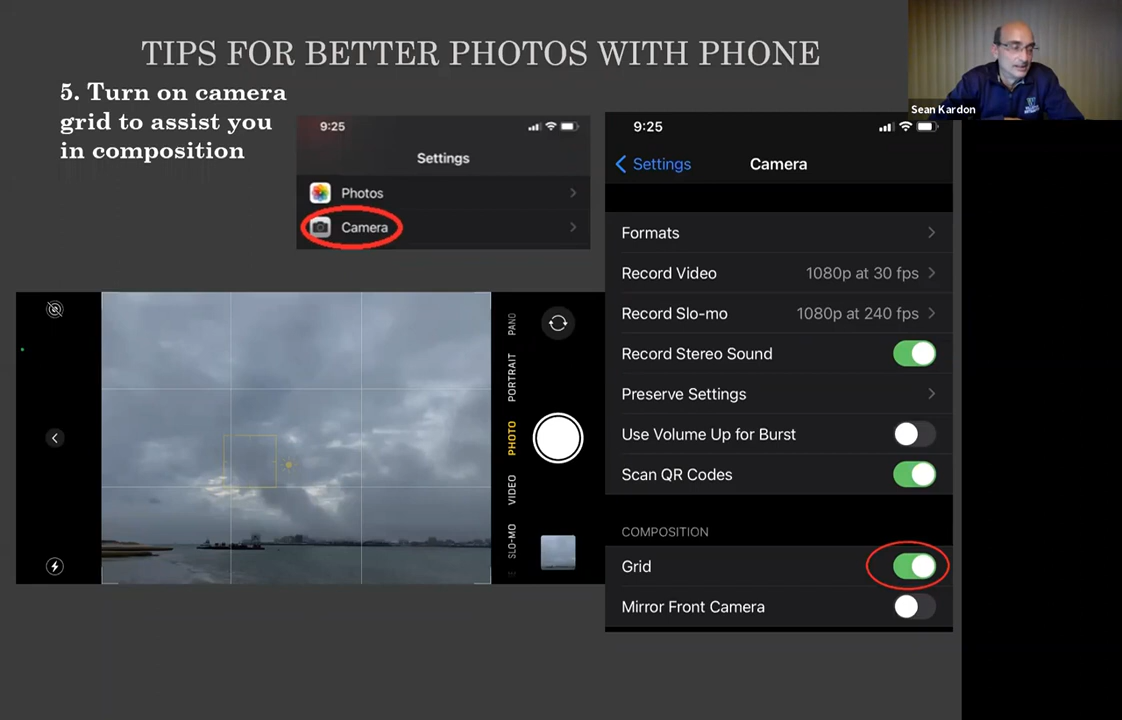 TIPS FOR BETTER PHOTOS WITH PHONE
Sean Kardon
5. Turn on camera
grid to assist you
in composition
9:25
Settings
Photos
Camera
9:25
Settings
Camera
Formats
Record Video 1080p at 30 fps
Record Slo-mo 1080p at 240 fps
Record Stereo Sound
Preserve Settings
Use Volume Up for Burst
Scan QR Codes
COMPOSITION
Grid
Mirror Front Camera
PANO
PORTRAIT
PHOTO
VIDEO
SLO-MO